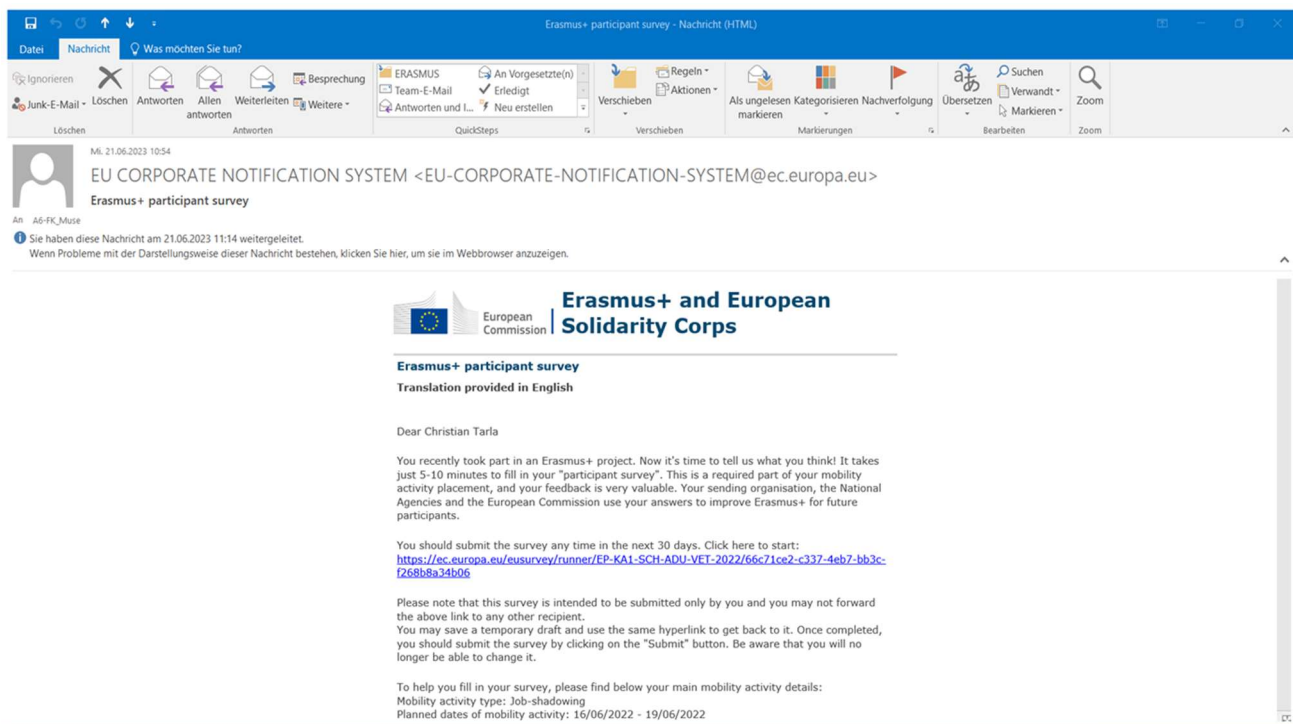 Erasmus+ participant survey - Nachricht (HTML)
Datei Nachricht Was möchten Sie tun?
Ignorieren
Junk-E-Mail
Löschen
Antworten
Allen antworten
Weiterleiten
Besprechung
Weitere
ERASMUS
Team-E-Mail
Antworten und l...
An Vorgesetzte(n)
Erledigt
Neu erstellen
Verschieben
Regeln
Aktionen
Als ungelesen markieren
Kategorisieren
Nachverfolgung
Übersetzen
Suchen
Verwandt
Markieren
Zoom
Löschen Antworten QuickSteps Verschieben Markierungen Bearbeiten Zoom
Mi. 21.06.2023 10:54
EU CORPORATE NOTIFICATION SYSTEM <EU-CORPORATE-NOTIFICATION-SYSTEM@ec.europa.eu>
Erasmus+ participant survey
An A6-FK_Muse
Sie haben diese Nachricht am 21.06.2023 11:14 weitergeleitet.
Wenn Probleme mit der Darstellungsweise dieser Nachricht bestehen, klicken Sie hier, um sie im Webbrowser anzuzeigen.
European
Commission
Erasmus+ and European
Solidarity Corps
Erasmus+ participant survey
Translation provided in English
Dear Christian Tarla
You recently took part in an Erasmus+ project. Now it's time to tell us what you think! It takes
just 5-10 minutes to fill in your "participant survey". This is a required part of your mobility
activity placement, and your feedback is very valuable. Your sending organisation, the National
Agencies and the European Commission use your answers to improve Erasmus+ for future
participants.
You should submit the survey any time in the next 30 days. Click here to start:
https://ec.europa.eu/eusurvey/runner/EP-KA1-SCH-ADU-VET-2022/66c71ce2-c337-4eb7-bb3c-
f268b8a34b06
Please note that this survey is intended to be submitted only by you and you may not forward
the above link to any other recipient.
You may save a temporary draft and use the same hyperlink to get back to it. Once completed,
you should submit the survey by clicking on the "Submit" button. Be aware that you will no
longer be able to change it.
To help you fill in your survey, please find below your main mobility activity details:
Mobility activity type: Job-shadowing
Planned dates of mobility activity: 16/06/2022 - 19/06/2022